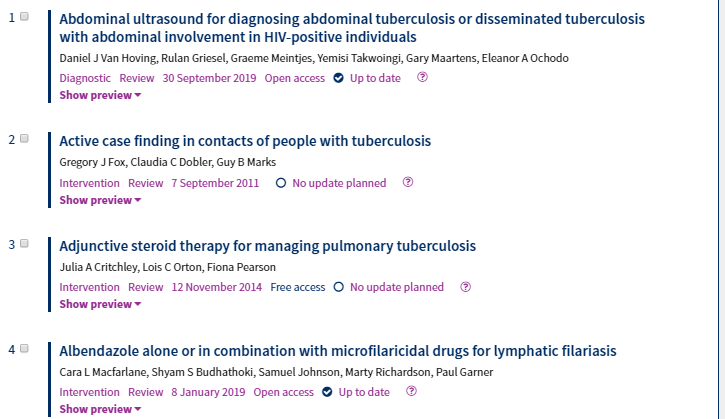 1
Abdominal ultrasound for diagnosing abdominal tuberculosis or disseminated tuberculosis
with abdominal involvement in HIV-positive individuals
Daniel J Van Hoving, Rulan Griesel, Graeme Meintjes, Yemisi Takwoingi, Gary Maartens, Eleanor A Ochodo
Diagnostic Review 30 September 2019 Open access Up to date ?
Show preview
2
Active case finding in contacts of people with tuberculosis
Gregory J Fox, Claudia C Dobler, Guy B Marks
Intervention Review 7 September 2011 No update planned ?
Show preview
3
Adjunctive steroid therapy for managing pulmonary tuberculosis
Julia A Critchley, Lois C Orton, Fiona Pearson
Intervention Review 12 November 2014 Free access No update planned ?
Show preview
4
Albendazole alone or in combination with microfilaricidal drugs for lymphatic filariasis
Cara L Macfarlane, Shyam S Budhathoki, Samuel Johnson, Marty Richardson, Paul Garner
Intervention Review 8 January 2019 Open access Up to date ?
Show preview